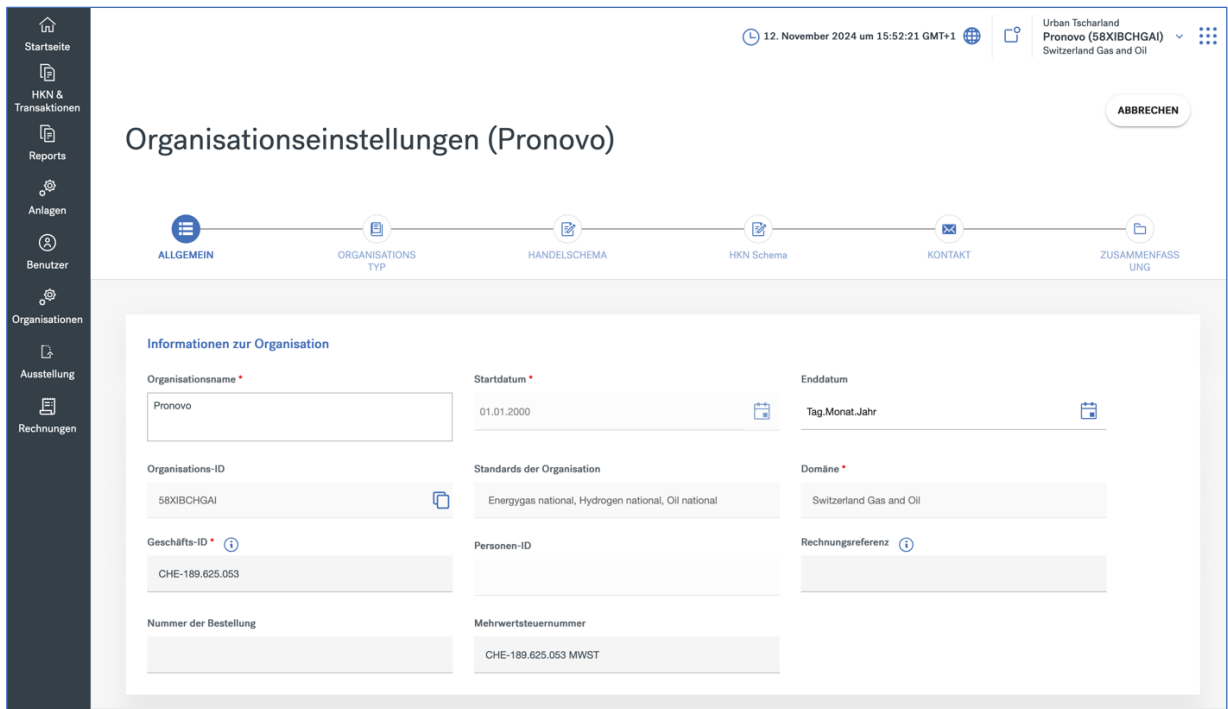 Startseite
HKN &
Transaktionen
Reports
Anlagen
Benutzer
Organisationen
Ausstellung
Rechnungen
12. November 2024 um 15:52:21 GMT+1
Urban Tscharland
Pronovo (58XIBCHGAI)
Switzerland Gas and Oil
ABBRECHEN
Organisationseinstellungen (Pronovo)
ALLGEMEIN
ORGANISATIONS
TYP
HANDELSCHEMA
HKN Schema
KONTAKT
ZUSAMMENFASS
UNG
Informationen zur Organisation
Organisationsname *
Pronovo
Startdatum *
01.01.2000
Enddatum
Tag.Monat.Jahr
Organisations-ID
58XIBCHGAI
Standards der Organisation
Energygas national, Hydrogen national, Oil national
Domäne *
Switzerland Gas and Oil
Geschäfts-ID *
CHE-189.625.053
Personen-ID
Rechnungsreferenz
Nummer der Bestellung
Mehrwertsteuernummer
CHE-189.625.053 MWST